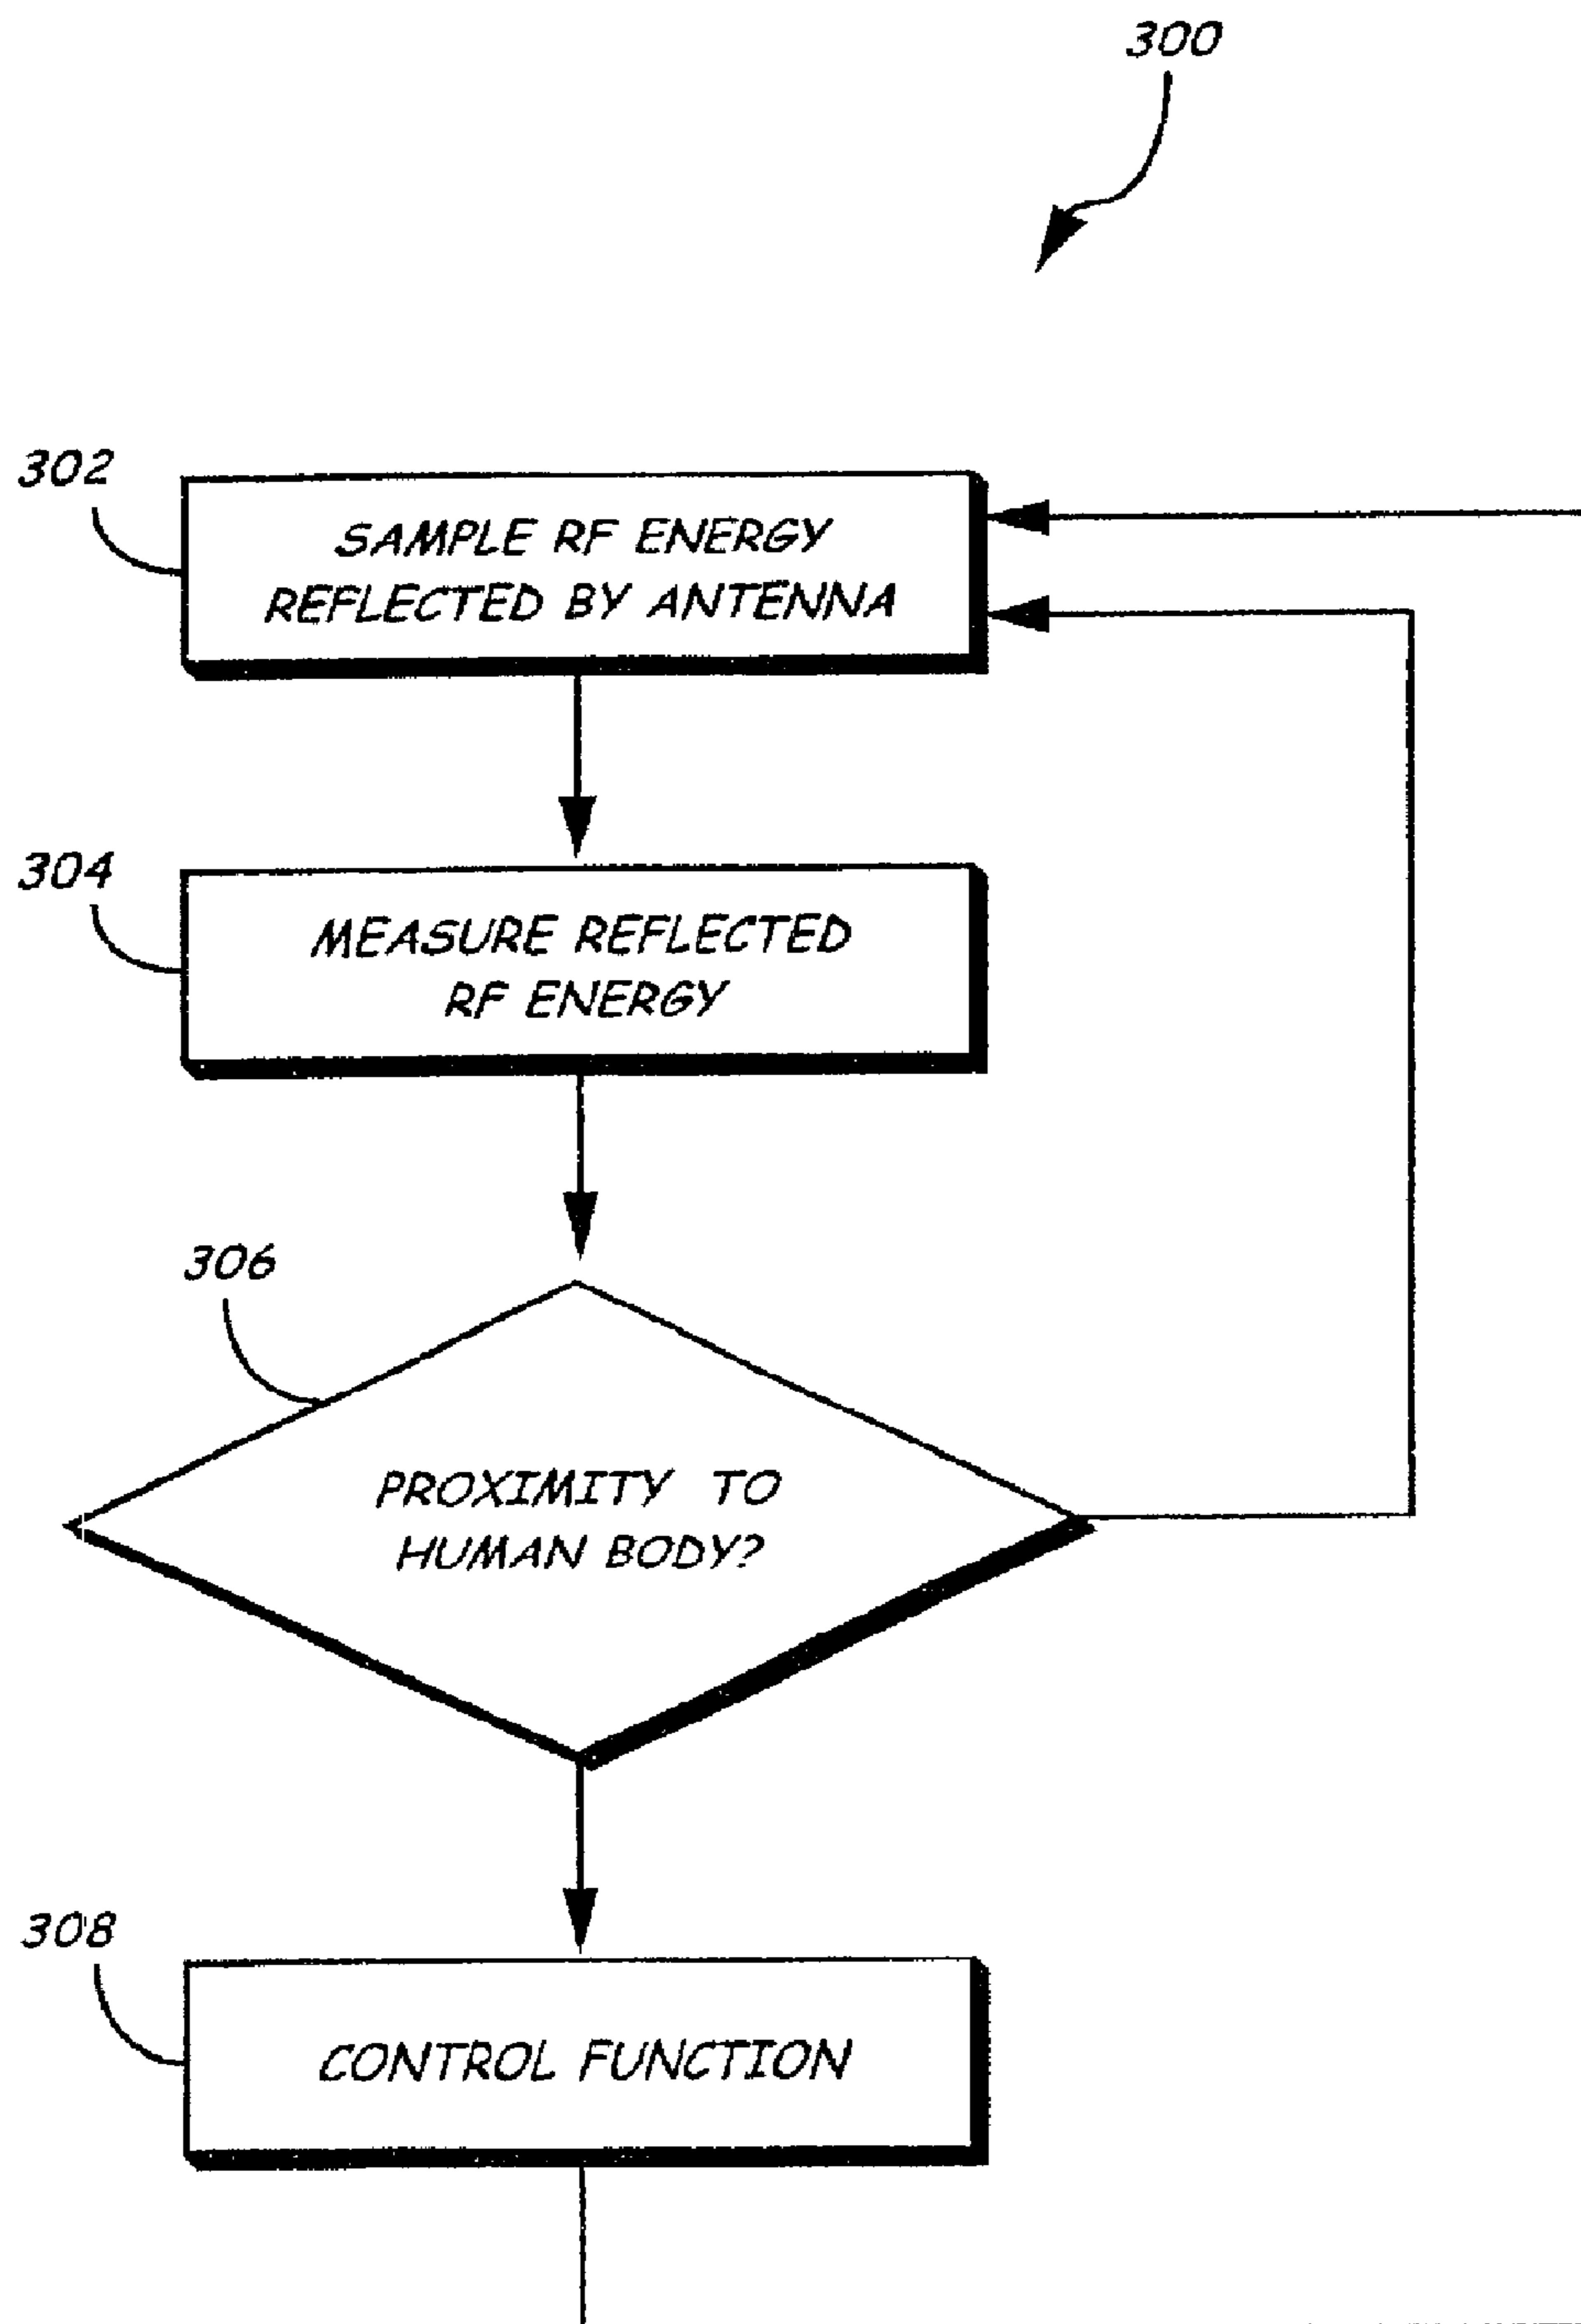 300
302
SAMPLE RF ENERGY
REFLECTED BY ANTENNA
304
MEASURE REFLECTED
RF ENERGY
306
PROXIMITY TO
HUMAN BODY?
308
CONTROL FUNCTION